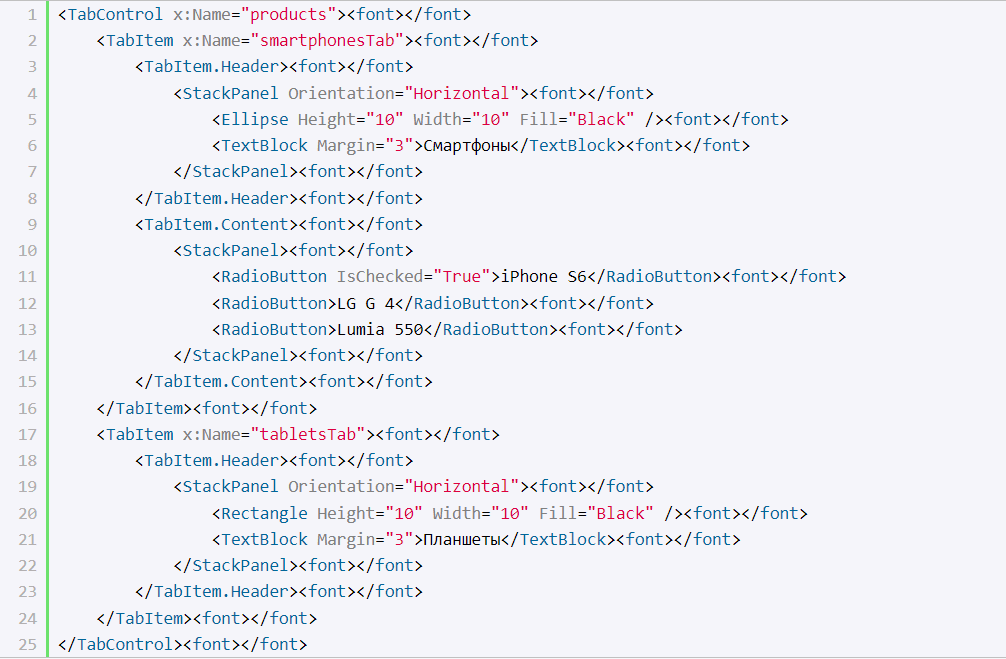 1 <TabControl x:Name="products"><font></font>
2     <TabItem x:Name="smartphonesTab"><font></font>
3         <TabItem.Header><font></font>
4             <StackPanel Orientation="Horizontal"><font></font>
5                 <Ellipse Height="10" Width="10" Fill="Black" /><font></font>
6                 <TextBlock Margin="3">Смартфоны</TextBlock><font></font>
7             </StackPanel><font></font>
8         </TabItem.Header><font></font>
9         <TabItem.Content><font></font>
10             <StackPanel><font></font>
11                 <RadioButton IsChecked="True">iPhone S6</RadioButton><font></font>
12                 <RadioButton>LG G 4</RadioButton><font></font>
13                 <RadioButton>Lumia 550</RadioButton><font></font>
14             </StackPanel><font></font>
15         </TabItem.Content><font></font>
16     </TabItem><font></font>
17     <TabItem x:Name="tabletsTab"><font></font>
18         <TabItem.Header><font></font>
19             <StackPanel Orientation="Horizontal"><font></font>
20                 <Rectangle Height="10" Width="10" Fill="Black" /><font></font>
21                 <TextBlock Margin="3">Планшеты</TextBlock><font></font>
22             </StackPanel><font></font>
23         </TabItem.Header><font></font>
24     </TabItem><font></font>
25 </TabControl><font></font>